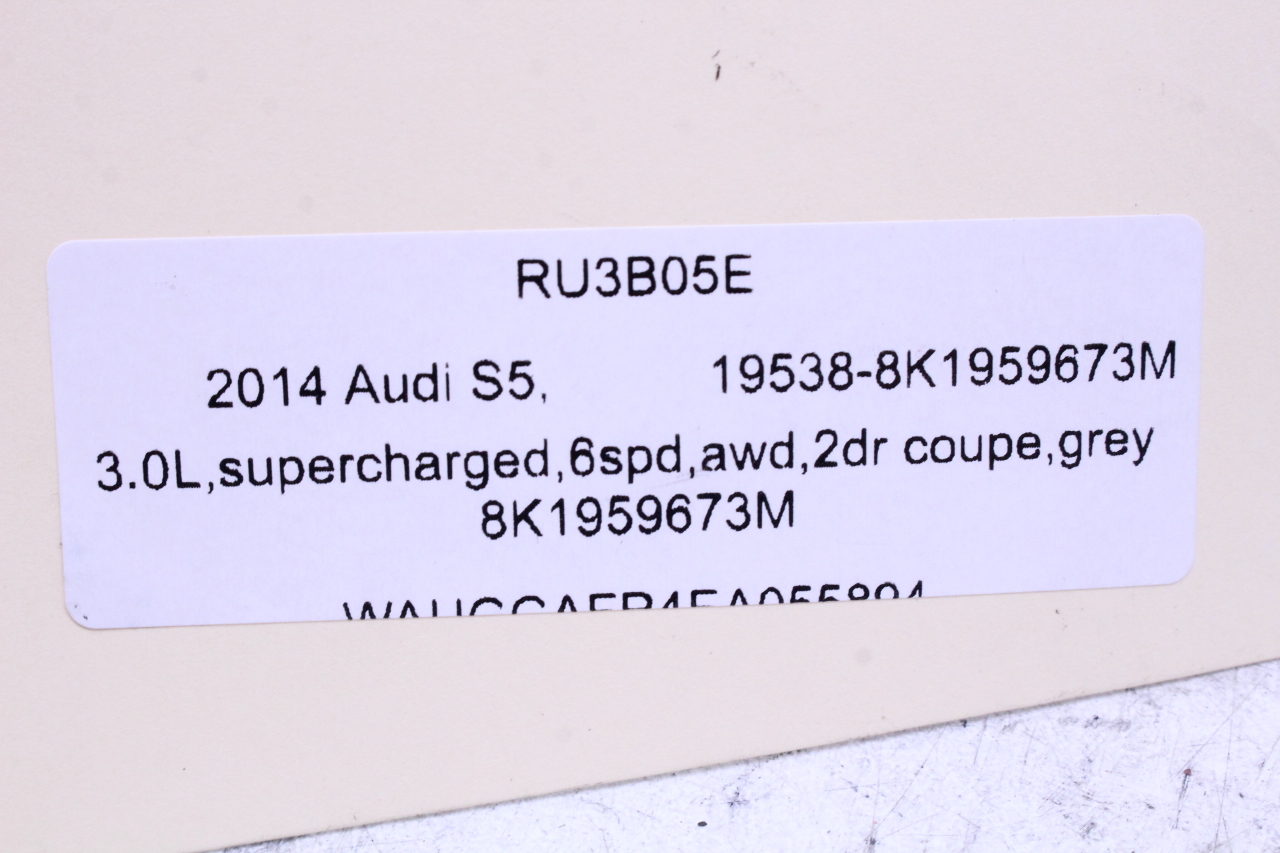 RU3B05E
2014 Audi S5, 19538-8K1959673M
3.0L,supercharged,6spd,awd,2dr coupe,grey
8K1959673M